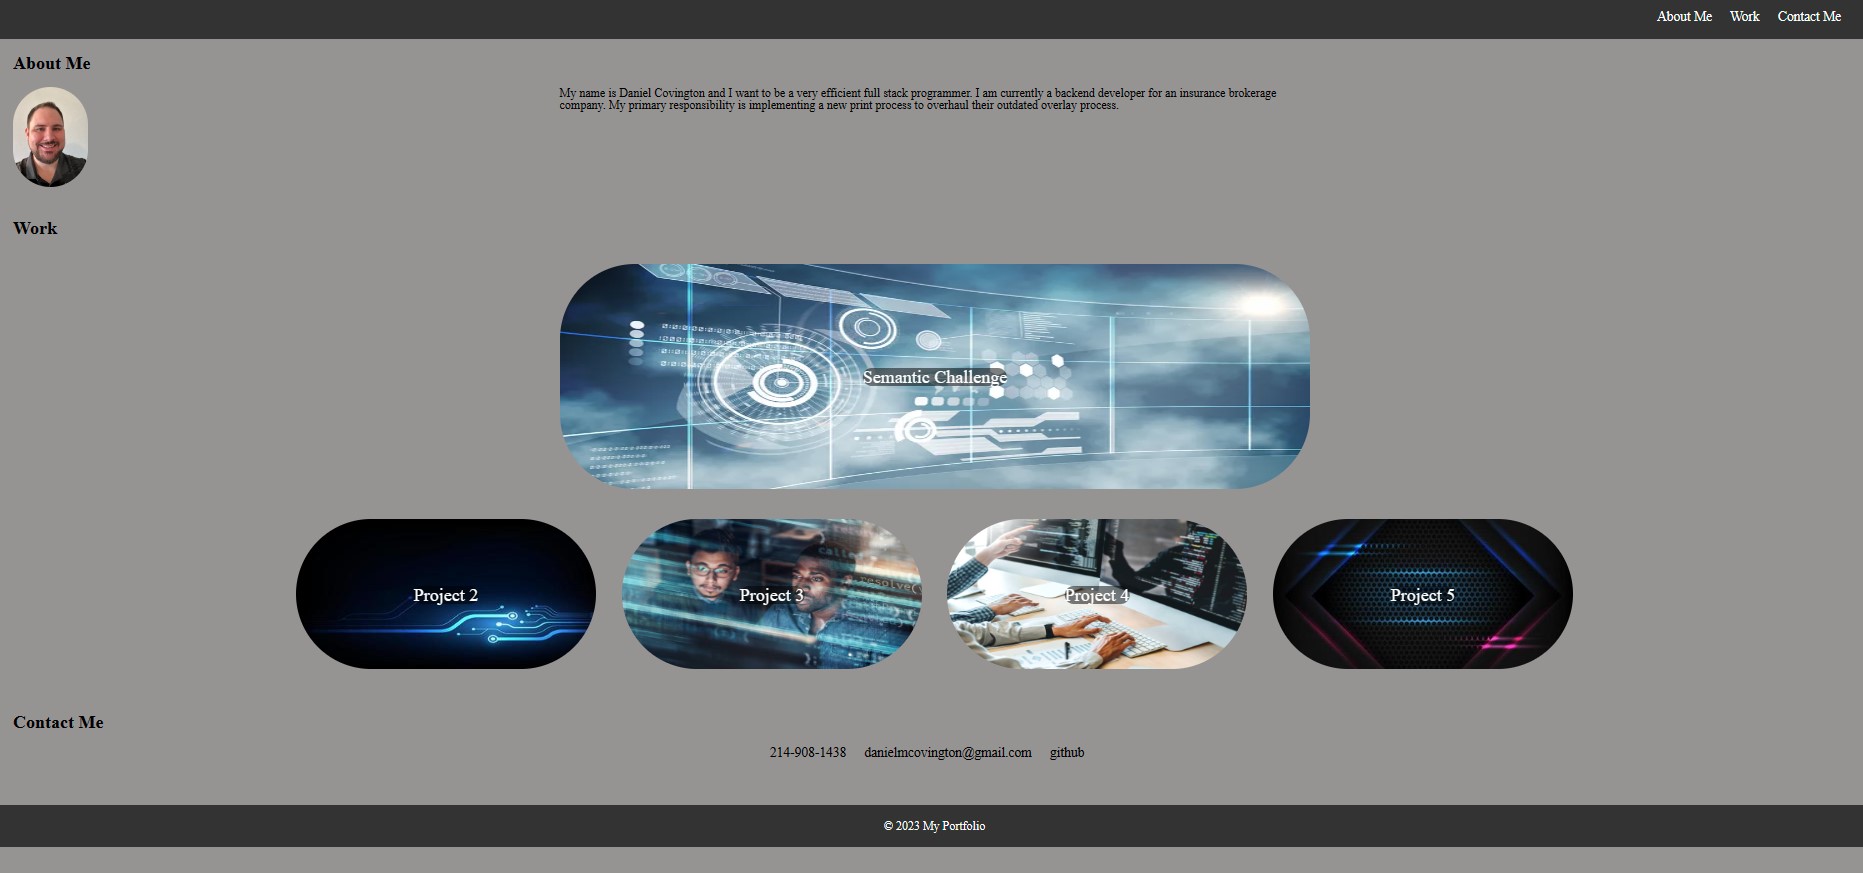 About Me Work Contact Me
About Me
My name is Daniel Covington and I want to be a very efficient full stack programmer. I am currently a backend developer for an insurance brokerage
company. My primary responsibility is implementing a new print process to overhaul their outdated overlay process.
Work
Semantic Challenge
Project 2
Project 3
Project 4
Project 5
Contact Me
214-908-1438 danielmcovington@gmail.com github
© 2023 My Portfolio